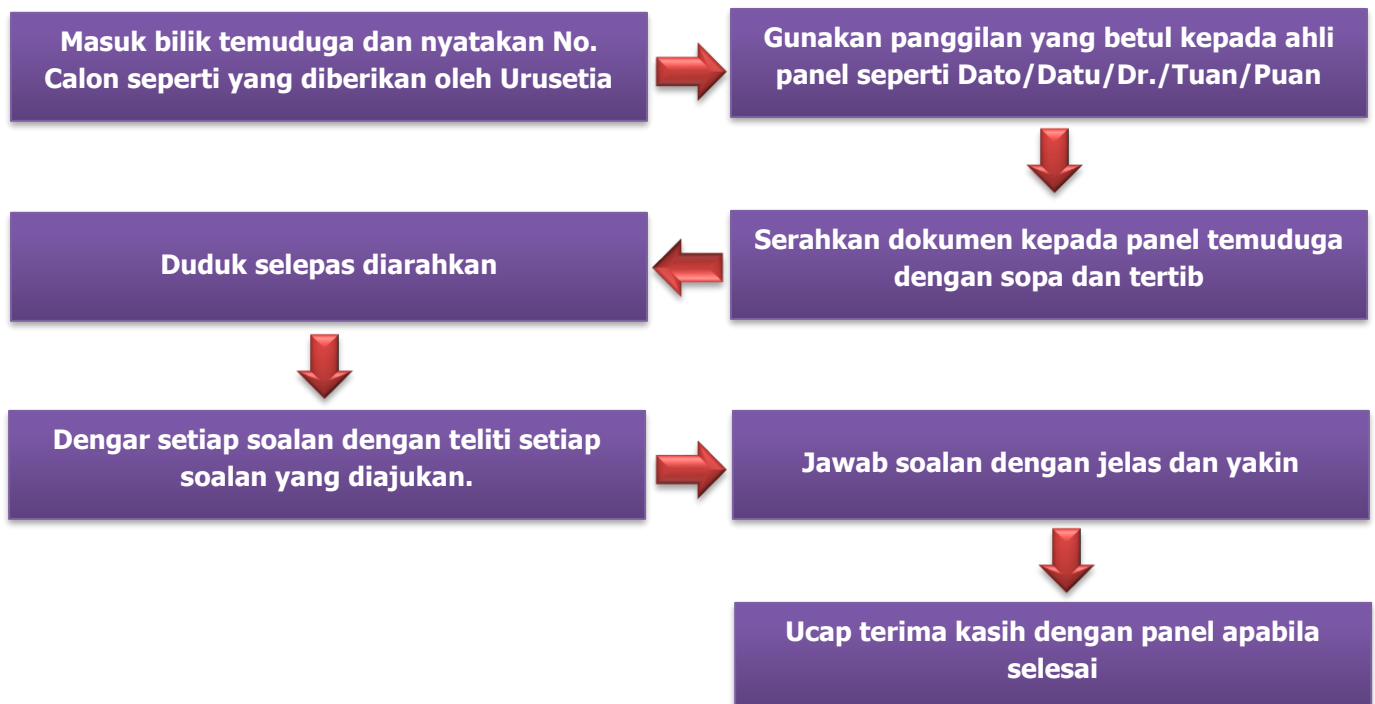 Masuk bilik temuduga dan nyatakan No.
Calon seperti yang diberikan oleh Urusetia
Gunakan panggilan yang betul kepada ahli
panel seperti Dato/Datu/Dr./Tuan/Puan
Serahkan dokumen kepada panel temuduga
dengan sopa dan tertib
Duduk selepas diarahkan
Dengar setiap soalan dengan teliti setiap
soalan yang diajukan.
Jawab soalan dengan jelas dan yakin
Ucap terima kasih dengan panel apabila
selesai